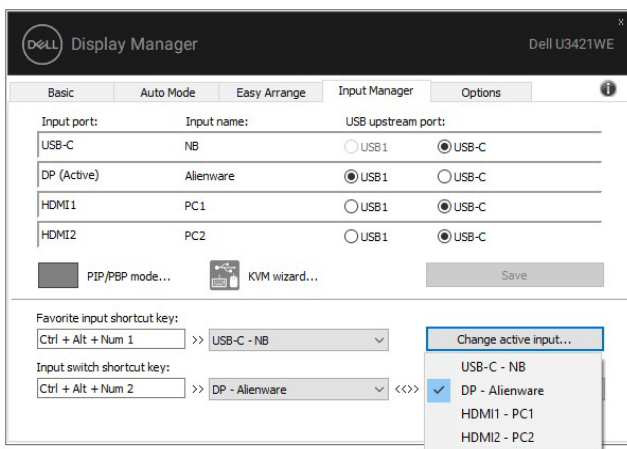 DELL Display Manager Dell U3421WE x
Basic Auto Mode Easy Arrange Input Manager Options i
Input port: Input name: USB upstream port:
USB-C NB USB1 USB-C
DP (Active) Alienware USB1 USB-C
HDMI1 PC1 USB1 USB-C
HDMI2 PC2 USB1 USB-C
PIP/PBP mode... KVM wizard... Save
Favorite input shortcut key:
Ctrl + Alt + Num 1 >> USB-C - NB Change active input...
Input switch shortcut key:
Ctrl + Alt + Num 2 >> DP - Alienware <<>>
USB-C - NB
DP - Alienware
HDMI1 - PC1
HDMI2 - PC2